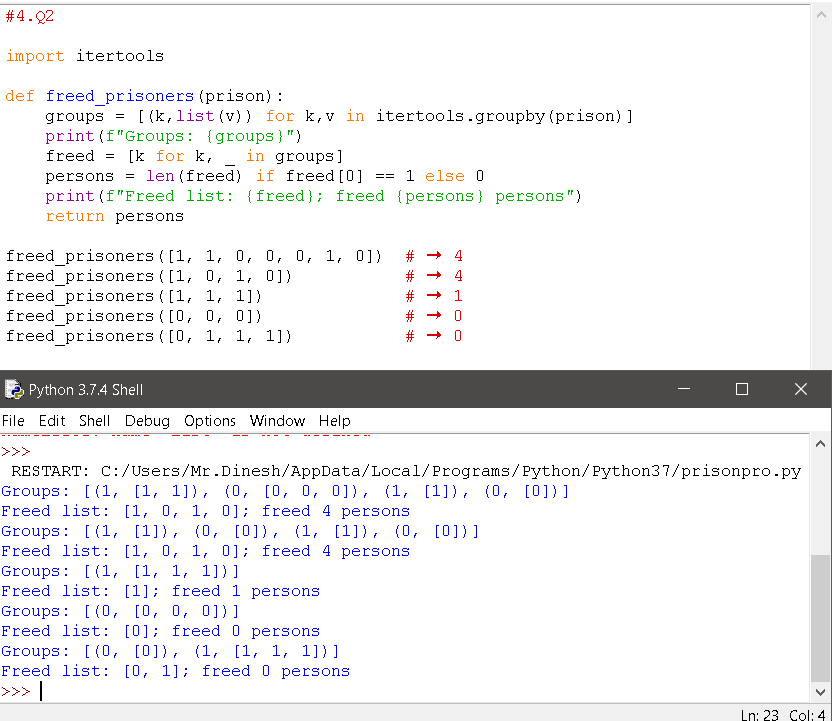 #4.Q2
import itertools
def freed_prisoners(prison):
    groups = [(k,list(v)) for k,v in itertools.groupby(prison)]
    print(f"Groups: {groups}")
    freed = [k for k, _ in groups]
    persons = len(freed) if freed[0] == 1 else 0
    print(f"Freed list: {freed}; freed {persons} persons")
    return persons
freed_prisoners([1, 1, 0, 0, 0, 1, 0])  # → 4
freed_prisoners([1, 0, 1, 0])           # → 4
freed_prisoners([1, 1, 1])              # → 1
freed_prisoners([0, 0, 0])              # → 0
freed_prisoners([0, 1, 1, 1])           # → 0
Python 3.7.4 Shell
File Edit Shell Debug Options Window Help
>>>
 RESTART: C:/Users/Mr.Dinesh/AppData/Local/Programs/Python/Python37/prisonpro.py
Groups: [(1, [1, 1]), (0, [0, 0, 0]), (1, [1]), (0, [0])]
Freed list: [1, 0, 1, 0]; freed 4 persons
Groups: [(1, [1]), (0, [0]), (1, [1]), (0, [0])]
Freed list: [1, 0, 1, 0]; freed 4 persons
Groups: [(1, [1, 1, 1])]
Freed list: [1]; freed 1 persons
Groups: [(0, [0, 0, 0])]
Freed list: [0]; freed 0 persons
Groups: [(0, [0]), (1, [1, 1, 1])]
Freed list: [0, 1]; freed 0 persons
>>>
Ln: 23 Col: 4